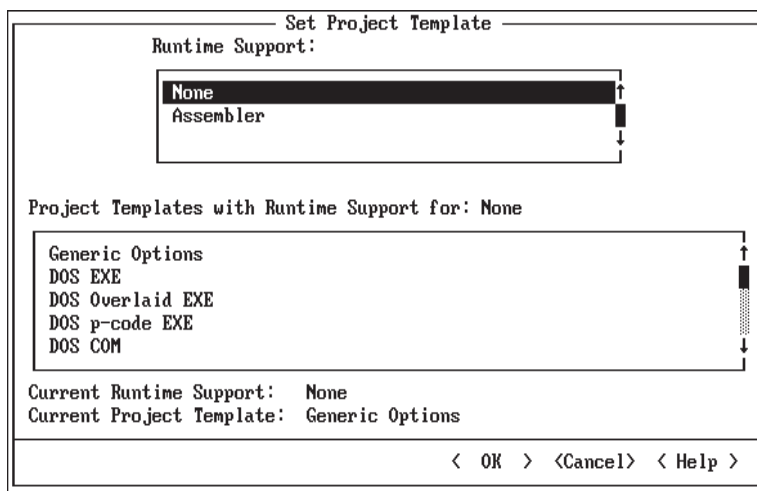 Set Project Template
Runtime Support:
None
Assembler
Project Templates with Runtime Support for: None
Generic Options
DOS EXE
DOS Overlaid EXE
DOS p-code EXE
DOS COM
Current Runtime Support: None
Current Project Template: Generic Options
< OK > <Cancel> < Help >